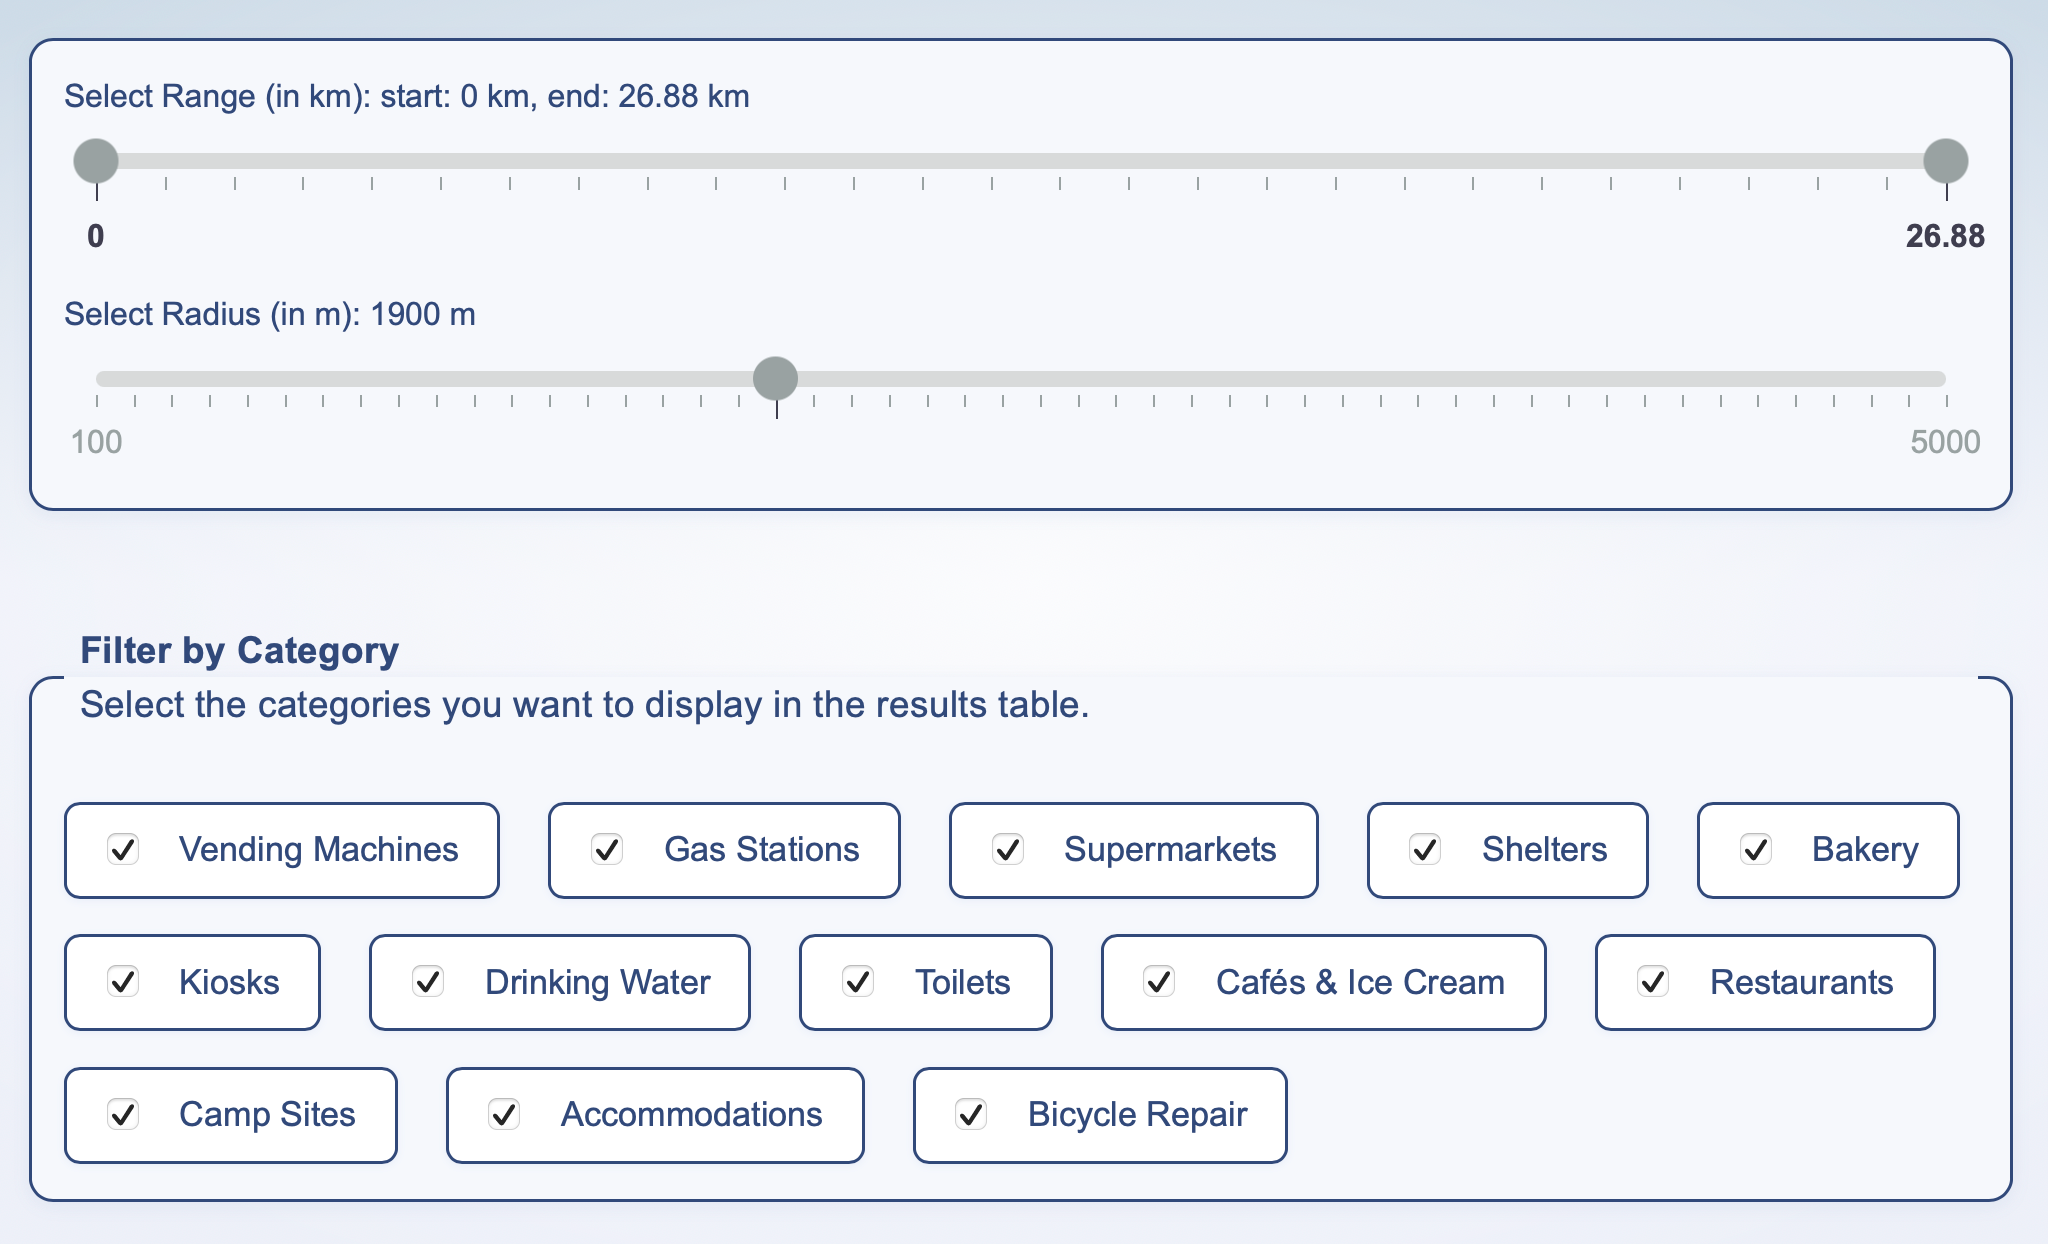 Select Range (in km): start: 0 km, end: 26.88 km
0 26.88
Select Radius (in m): 1900 m
100 5000
Filter by Category
Select the categories you want to display in the results table.
Vending Machines Gas Stations Supermarkets Shelters Bakery
Kiosks Drinking Water Toilets Cafés & Ice Cream Restaurants
Camp Sites Accommodations Bicycle Repair